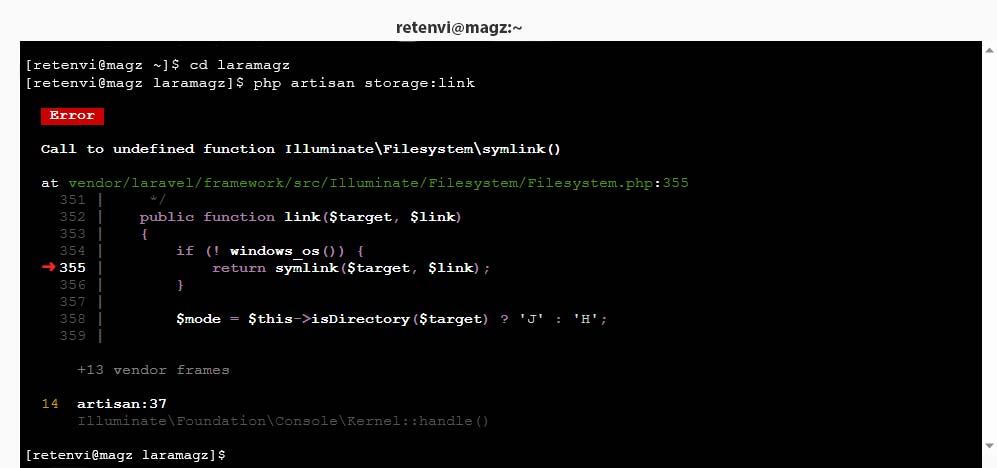 retenvi@magz:~
[retenvi@magz ~]$ cd laramagz
[retenvi@magz laramagz]$ php artisan storage:link
Error
Call to undefined function Illuminate\Filesystem\symlink()
at vendor/laravel/framework/src/Illuminate/Filesystem/Filesystem.php:355
351 |     */
352 |    public function link($target, $link)
353 |    {
354 |        if (! windows_os()) {
➜ 355 |            return symlink($target, $link);
356 |        }
357 |
358 |        $mode = $this->isDirectory($target) ? 'J' : 'H';
359 |
+13 vendor frames
14  artisan:37
Illuminate\Foundation\Console\Kernel::handle()
[retenvi@magz laramagz]$